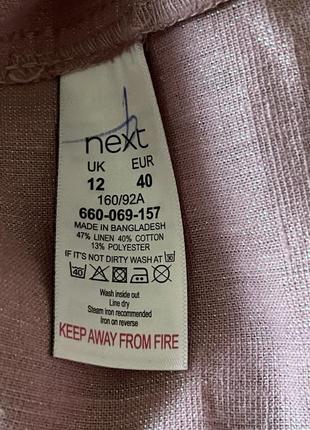 next
UK EUR
12 40
160/92A
660-069-157
MADE IN BANGLADESH
47% LINEN 40% COTTON
13% POLYESTER
IF IT'S NOT DIRTY WASH AT 30
40
Wash inside out
Line dry
Steam iron recommended
Iron on reverse
KEEP AWAY FROM FIRE